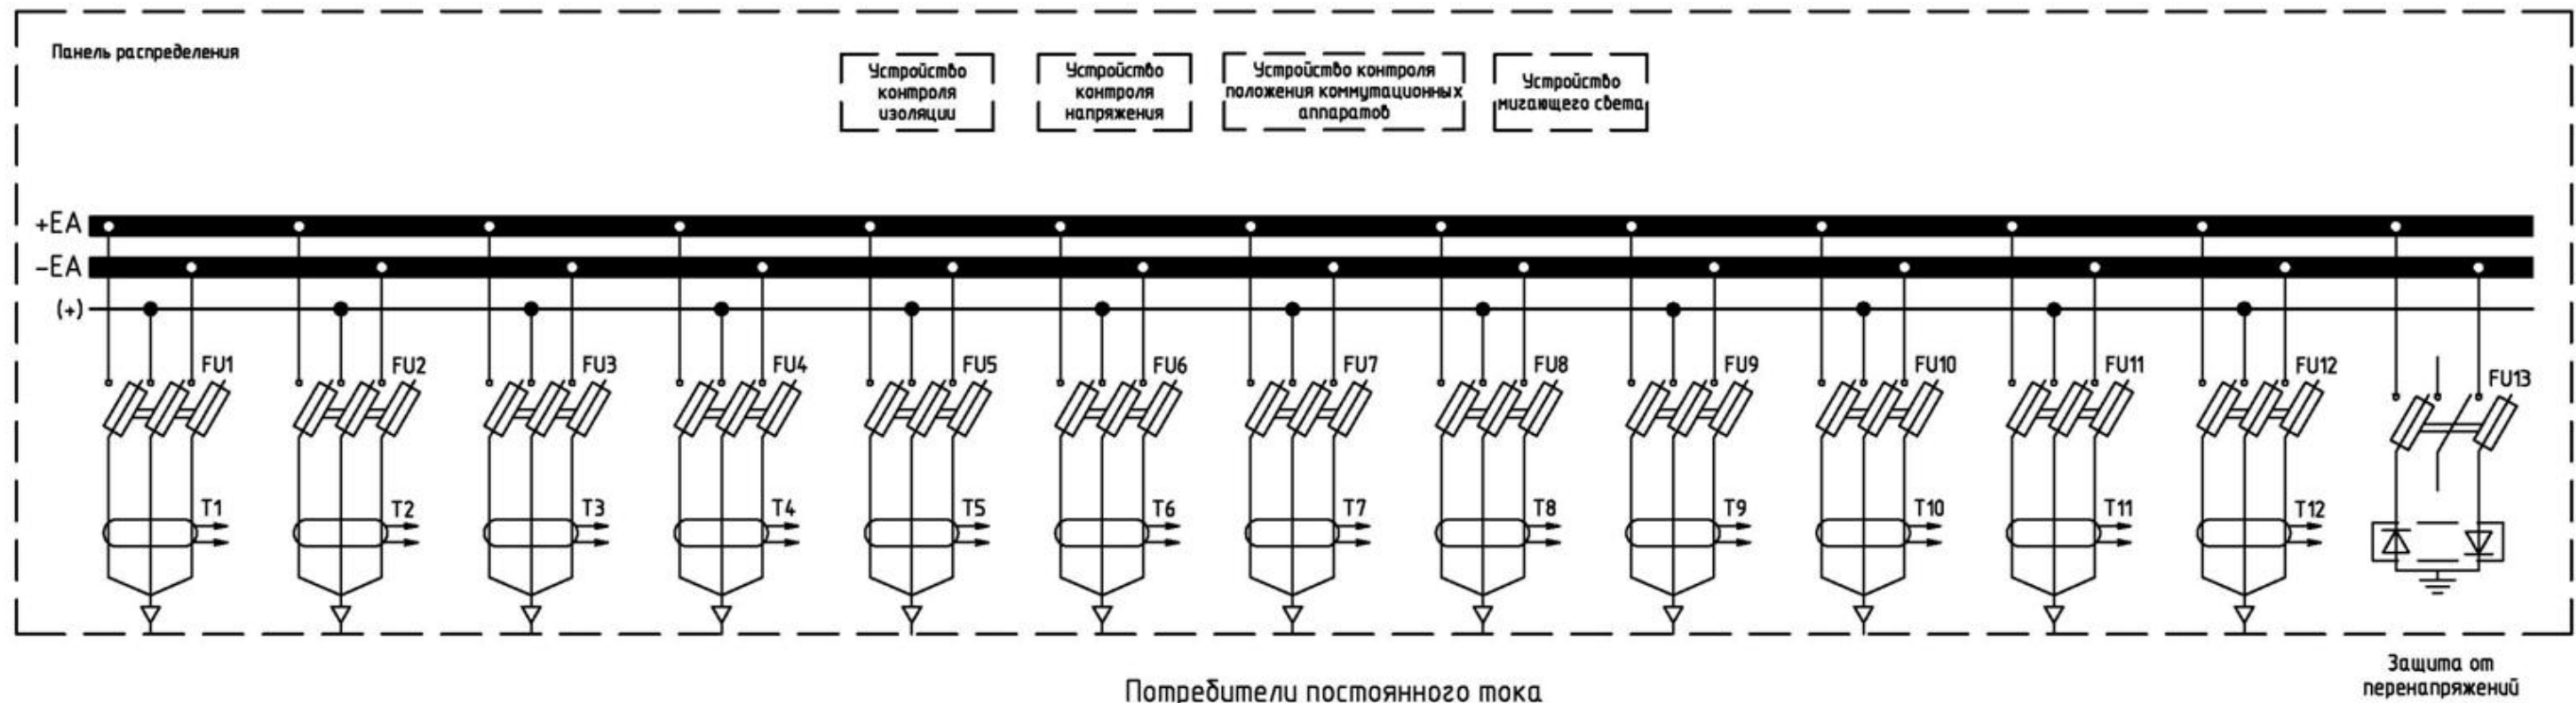 Панель распределения
Устройство
контроля
изоляции
Устройство
контроля
напряжения
Устройство контроля
положения коммутационных
аппаратов
Устройство
мигающего света
+EA
-EA
(+)
FU1
FU2
FU3
FU4
FU5
FU6
FU7
FU8
FU9
FU10
FU11
FU12
FU13
T1
T2
T3
T4
T5
T6
T7
T8
T9
T10
T11
T12
Защита от
перенапряжений
Потребители постоянного тока